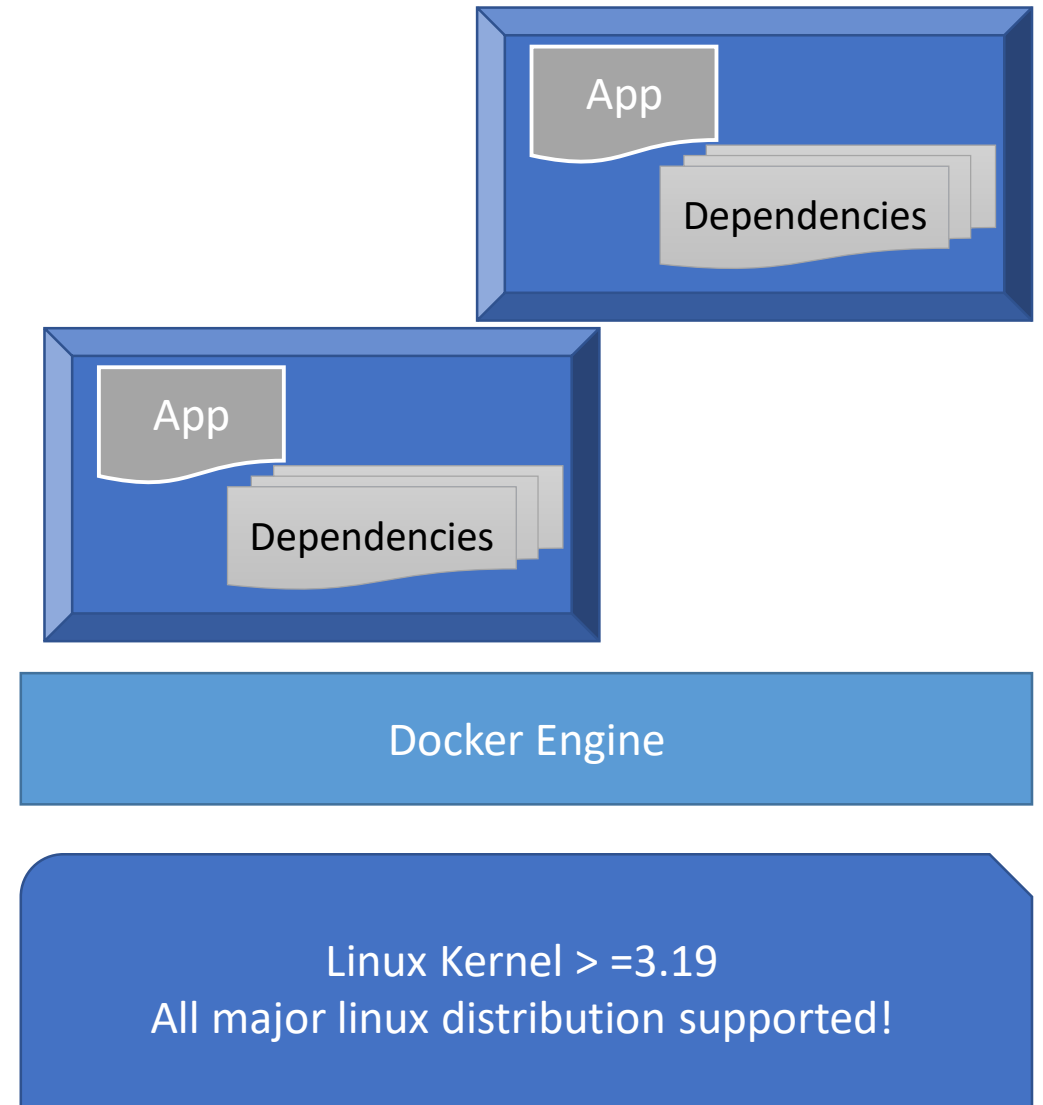 App
Dependencies
App
Dependencies
Docker Engine
Linux Kernel > =3.19
All major linux distribution supported!